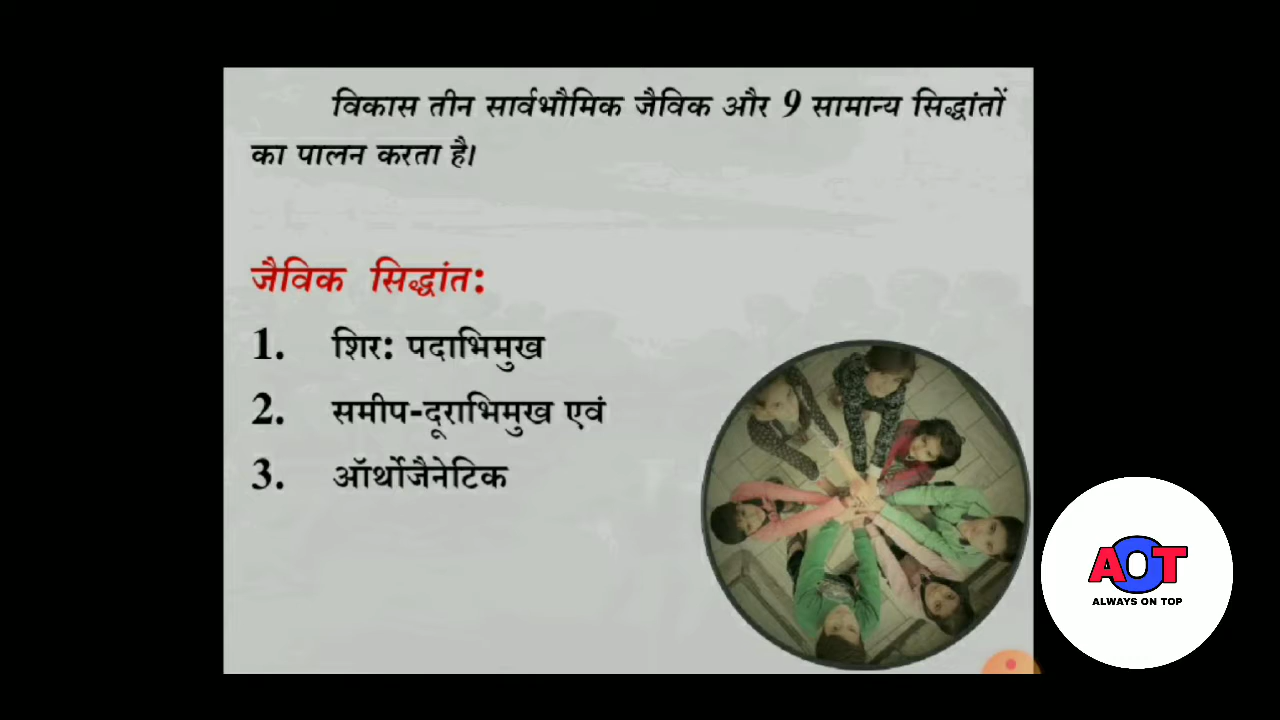 विकास तीन सार्वभौमिक जैविक और 9 सामान्य सिद्धांतों
का पालन करता है।
जैविक सिद्धांत:
1. शिर: पदाभिमुख
2. समीप-दूराभिमुख एवं
3. ऑर्थोजैनेटिक
AOT
ALWAYS ON TOP